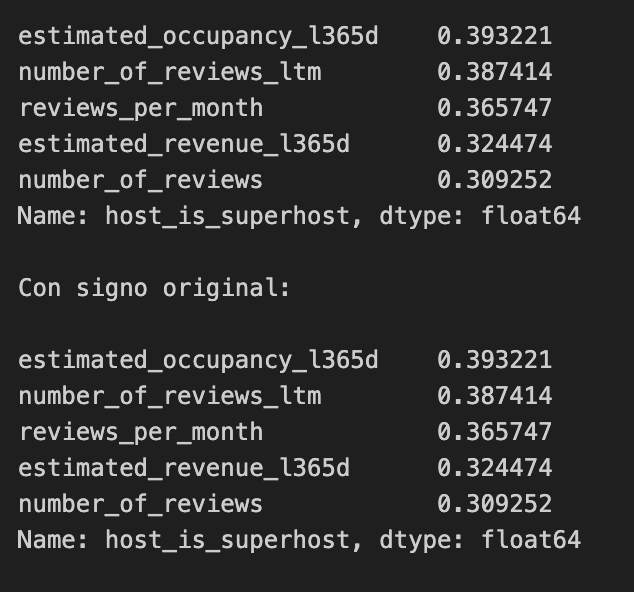 estimated_occupancy_l365d    0.393221
number_of_reviews_ltm        0.387414
reviews_per_month            0.365747
estimated_revenue_l365d      0.324474
number_of_reviews            0.309252
Name: host_is_superhost, dtype: float64
Con signo original:
estimated_occupancy_l365d    0.393221
number_of_reviews_ltm        0.387414
reviews_per_month            0.365747
estimated_revenue_l365d      0.324474
number_of_reviews            0.309252
Name: host_is_superhost, dtype: float64